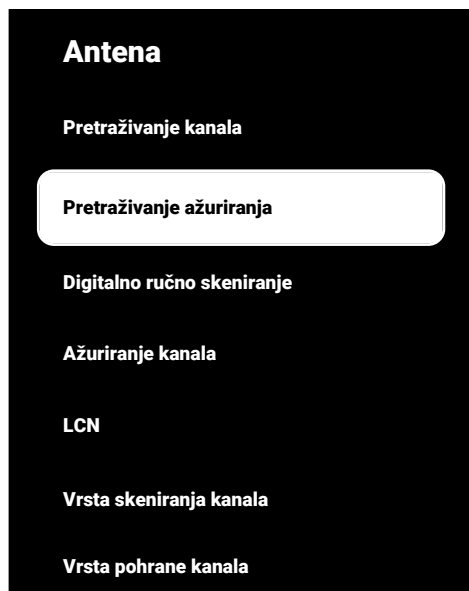 Antena
Pretraživanje kanala
Pretraživanje ažuriranja
Digitalno ručno skeniranje
Ažuriranje kanala
LCN
Vrsta skeniranja kanala
Vrsta pohrane kanala